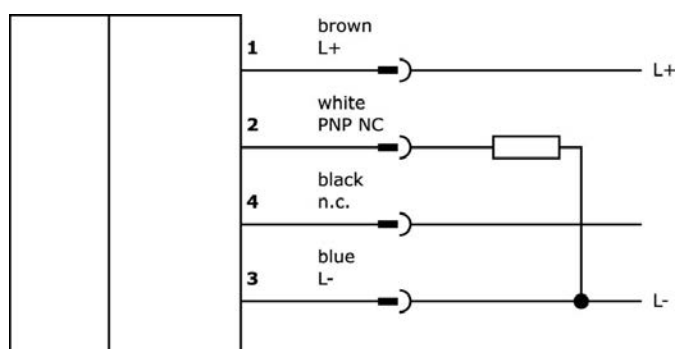 brown
1 L+
L+
white
2 PNP NC
black
4 n.c.
blue
3 L-
L-